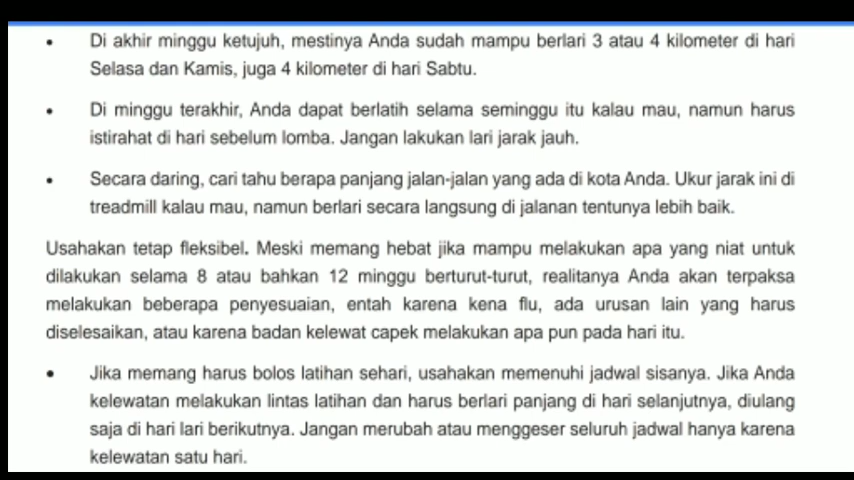 • Di akhir minggu ketujuh, mestinya Anda sudah mampu berlari 3 atau 4 kilometer di hari
Selasa dan Kamis, juga 4 kilometer di hari Sabtu.
• Di minggu terakhir, Anda dapat berlatih selama seminggu itu kalau mau, namun harus
istirahat di hari sebelum lomba. Jangan lakukan lari jarak jauh.
• Secara daring, cari tahu berapa panjang jalan-jalan yang ada di kota Anda. Ukur jarak ini di
treadmill kalau mau, namun berlari secara langsung di jalanan tentunya lebih baik.
Usahakan tetap fleksibel. Meski memang hebat jika mampu melakukan apa yang niat untuk
dilakukan selama 8 atau bahkan 12 minggu berturut-turut, realitanya Anda akan terpaksa
melakukan beberapa penyesuaian, entah karena kena flu, ada urusan lain yang harus
diselesaikan, atau karena badan kelewat capek melakukan apa pun pada hari itu.
• Jika memang harus bolos latihan sehari, usahakan memenuhi jadwal sisanya. Jika Anda
kelewatan melakukan lintas latihan dan harus berlari panjang di hari selanjutnya, diulang
saja di hari lari berikutnya. Jangan merubah atau menggeser seluruh jadwal hanya karena
kelewatan satu hari.